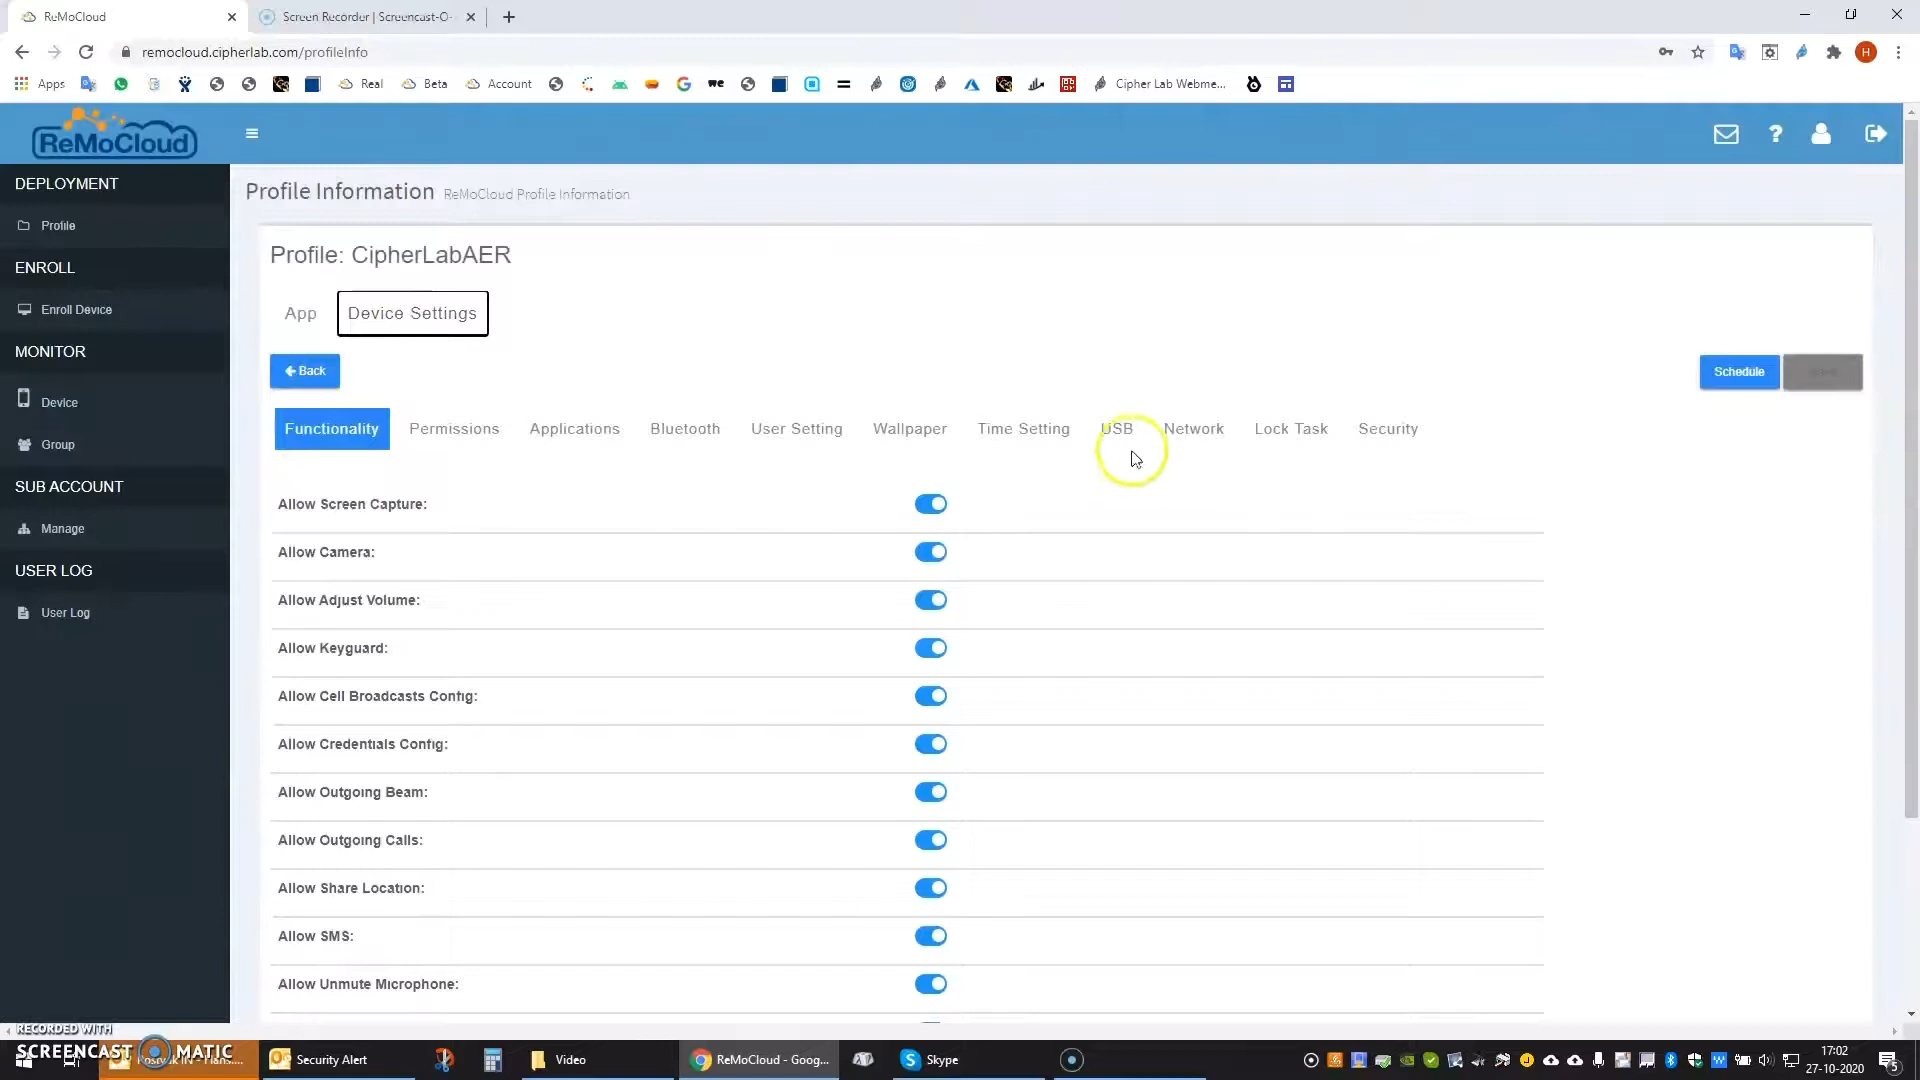 ReMoCloud
Screen Recorder | Screencast-O-
remocloud.cipherlab.com/profileInfo
H
Apps
Real
Beta
Account
we
Cipher Lab Webme...
ReMoCloud
DEPLOYMENT
Profile
ENROLL
Enroll Device
MONITOR
Device
Group
SUB ACCOUNT
Manage
USER LOG
User Log
Profile Information ReMoCloud Profile Information
Profile: CipherLabAER
App
Device Settings
Back
Schedule
Functionality
Permissions
Applications
Bluetooth
User Setting
Wallpaper
Time Setting
USB
Network
Lock Task
Security
Allow Screen Capture:
Allow Camera:
Allow Adjust Volume:
Allow Keyguard:
Allow Cell Broadcasts Config:
Allow Credentials Config:
Allow Outgoing Beam:
Allow Outgoing Calls:
Allow Share Location:
Allow SMS:
Allow Unmute Microphone:
RECORDED WITH
SCREENCAST MATIC
Security Alert
Video
ReMoCloud - Goog...
Skype
17:02
27-10-2020
5